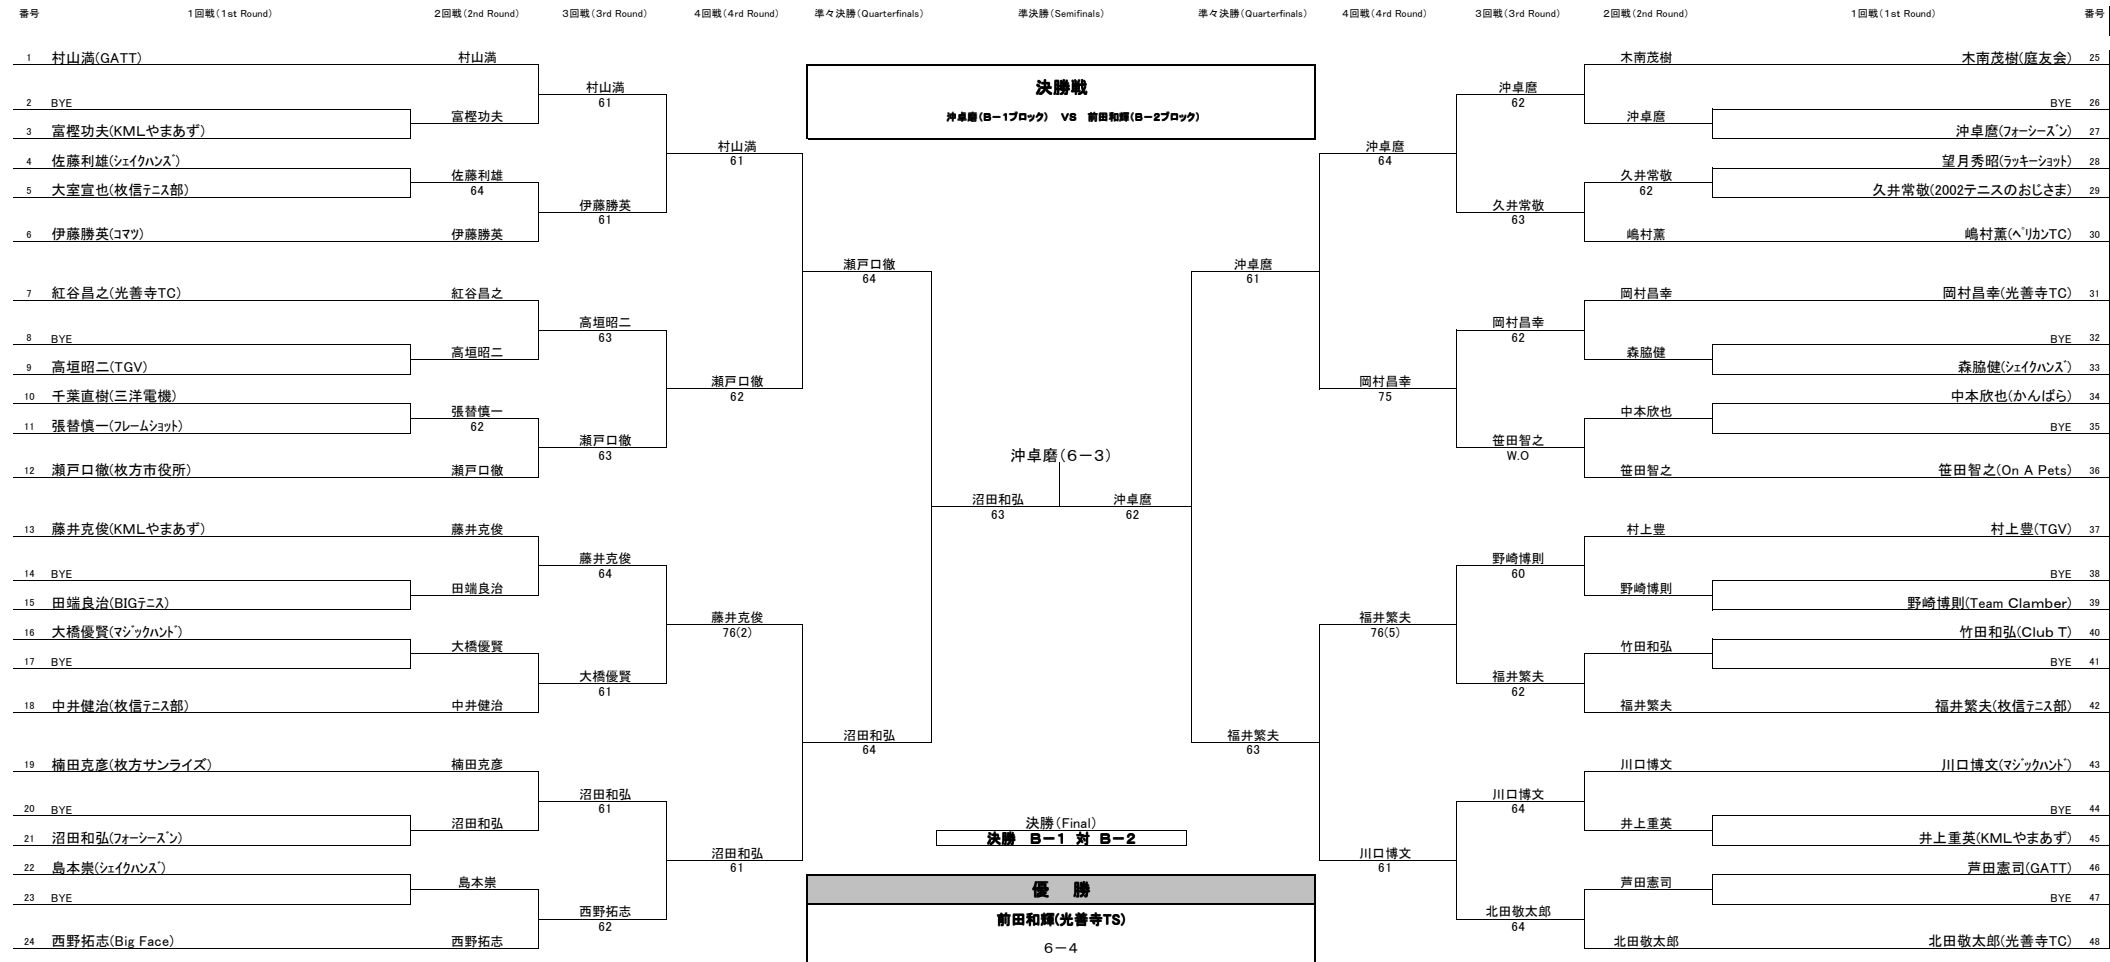 番号 1回戦(1st Round) 2回戦(2nd Round) 3回戦(3rd Round) 4回戦(4rd Round) 準々決勝(Quarterfinals) 準決勝(Semifinals) 準々決勝(Quarterfinals) 4回戦(4rd Round) 3回戦(3rd Round) 2回戦(2nd Round) 1回戦(1st Round) 番号
1 村山満(GATT) 村山満 木南茂樹 木南茂樹(庭友会) 25
村山満 決勝戦 沖卓麿
2 BYE 61 62 BYE 26
富樫功夫 沖卓磨(B-1ブロック) VS 前田和輝(B-2ブロック) 沖卓麿
3 富樫功夫(KMLやまあず) 沖卓麿(フォーシーズン) 27
村山満 沖卓麿
4 佐藤利雄(シェイクハンズ) 61 64 望月秀昭(ラッキーショット) 28
佐藤利雄 久井常敬
5 大室宣也(枚信テニス部) 64 62 久井常敬(2002テニスのおじさま) 29
伊藤勝英 久井常敬
61 63
6 伊藤勝英(コマツ) 伊藤勝英 嶋村薫 嶋村薫(ペリカンTC) 30
瀬戸口徹 沖卓麿
64 61
7 紅谷昌之(光善寺TC) 紅谷昌之 岡村昌幸 岡村昌幸(光善寺TC) 31
高垣昭二 岡村昌幸
8 BYE 63 62 BYE 32
高垣昭二 森脇健
9 高垣昭二(TGV) 森脇健(シェイクハンズ) 33
瀬戸口徹 岡村昌幸
10 千葉直樹(三洋電機) 62 75 中本欣也(かんぱら) 34
張替慎一 中本欣也
11 張替慎一(フレームショット) 62 BYE 35
瀬戸口徹 笹田智之
63 沖卓磨(6-3) W.O
12 瀬戸口徹(枚方市役所) 瀬戸口徹 笹田智之 笹田智之(On A Pets) 36
沼田和弘 沖卓麿
63 62
13 藤井克俊(KMLやまあず) 藤井克俊 村上豊 村上豊(TGV) 37
藤井克俊 野崎博則
14 BYE 64 60 BYE 38
田端良治 野崎博則
15 田端良治(BIGテニス) 野崎博則(Team Clamber) 39
藤井克俊 福井繁夫
16 大橋優賢(マジックハンド) 76(2) 76(5) 竹田和弘(Club T) 40
大橋優賢 竹田和弘
17 BYE BYE 41
大橋優賢 福井繁夫
61 62
18 中井健治(枚信テニス部) 中井健治 福井繁夫 福井繁夫(枚信テニス部) 42
沼田和弘 福井繁夫
64 63
19 楠田克彦(枚方サンライズ) 楠田克彦 川口博文 川口博文(マジックハンド) 43
沼田和弘 川口博文
20 BYE 61 64 BYE 44
沼田和弘 決勝(Final) 井上重英
21 沼田和弘(フォーシーズン) 決勝 B-1 対 B-2 井上重英(KMLやまあず) 45
沼田和弘 川口博文
22 島本崇(シェイクハンズ) 61 61 芦田憲司(GATT) 46
島本崇 優 勝 芦田憲司
23 BYE BYE 47
西野拓志 前田和輝(光善寺TS) 北田敬太郎
62 64
24 西野拓志(Big Face) 西野拓志 6-4 北田敬太郎 北田敬太郎(光善寺TC) 48